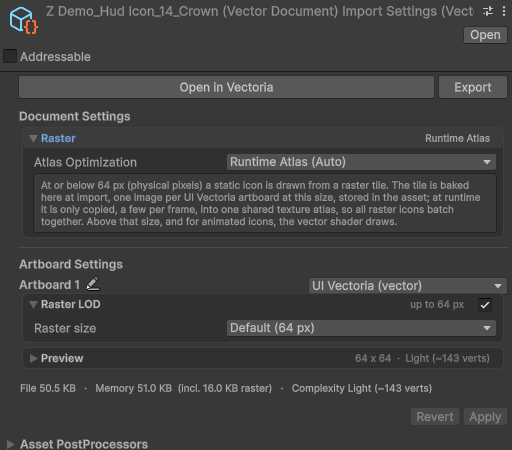 Z Demo_Hud Icon_14_Crown (Vector Document) Import Settings (Vect
Open
Addressable
Open in Vectoria
Export
Document Settings
Raster
Runtime Atlas
Atlas Optimization
Runtime Atlas (Auto)
At or below 64 px (physical pixels) a static icon is drawn from a raster tile. The tile is baked
here at import, one image per UI Vectoria artboard at this size, stored in the asset; at runtime
it is only copied, a few per frame, into one shared texture atlas, so all raster icons batch
together. Above that size, and for animated icons, the vector shader draws.
Artboard Settings
Artboard 1
UI Vectoria (vector)
Raster LOD
up to 64 px
Raster size
Default (64 px)
Preview
64 x 64 · Light (~143 verts)
File 50.5 KB · Memory 51.0 KB (incl. 16.0 KB raster) · Complexity Light (~143 verts)
Revert
Apply
Asset PostProcessors